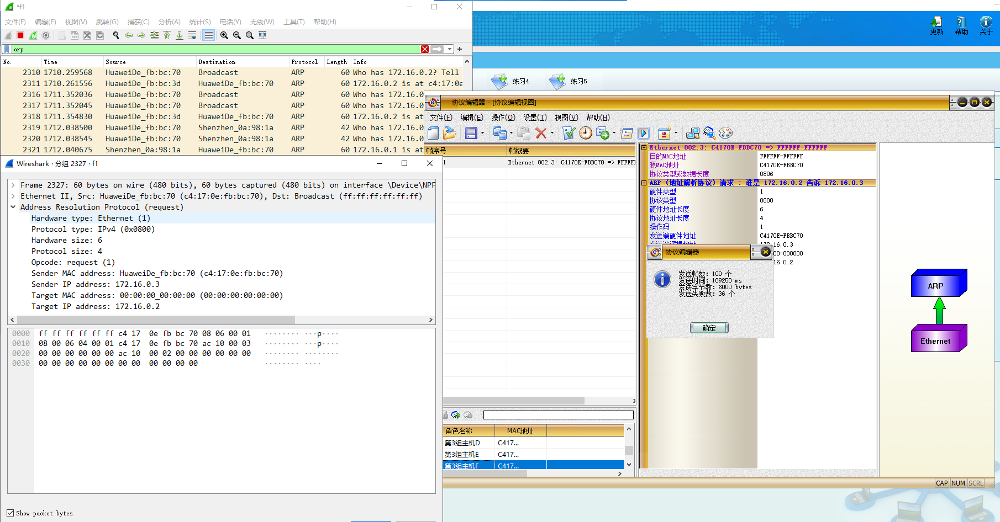 *f1
文件(F) 编辑(E) 视图(V) 跳转(G) 捕获(C) 分析(A) 统计(S) 电话(Y) 无线(W) 工具(T) 帮助(H)
arp
No. Time Source Destination Protocol Length Info
2310 1710.259568 HuaweiDe_fb:bc:70 Broadcast ARP 60 Who has 172.16.0.2? Tell
2311 1710.261556 HuaweiDe_fb:bc:3d HuaweiDe_fb:bc:70 ARP 60 172.16.0.2 is at c4:17:0e
2316 1711.352036 HuaweiDe_fb:bc:70 Broadcast ARP 60 Who has 172.16.0
2317 1711.352045 HuaweiDe_fb:bc:70 Broadcast ARP 60 Who has 172.16.0
2318 1711.354830 HuaweiDe_fb:bc:3d HuaweiDe_fb:bc:70 ARP 60 172.16.0.2 is at
2319 1712.038500 HuaweiDe_fb:bc:70 Shenzhen_0a:98:1a ARP 42 Who has 172.16.0
2320 1712.038545 HuaweiDe_fb:bc:70 Shenzhen_0a:98:1a ARP 42 Who has 172.16.0
2321 1712.040675 Shenzhen_0a:98:1a HuaweiDe_fb:bc:70 ARP 60 172.16.0.1 is at
Wireshark · 分组 2327 · f1
Frame 2327: 60 bytes on wire (480 bits), 60 bytes captured (480 bits) on interface \Device\NPF
Ethernet II, Src: HuaweiDe_fb:bc:70 (c4:17:0e:fb:bc:70), Dst: Broadcast (ff:ff:ff:ff:ff:ff)
Address Resolution Protocol (request)
Hardware type: Ethernet (1)
Protocol type: IPv4 (0x0800)
Hardware size: 6
Protocol size: 4
Opcode: request (1)
Sender MAC address: HuaweiDe_fb:bc:70 (c4:17:0e:fb:bc:70)
Sender IP address: 172.16.0.3
Target MAC address: 00:00:00_00:00:00 (00:00:00:00:00:00)
Target IP address: 172.16.0.2
0000 ff ff ff ff ff ff c4 17 0e fb bc 70 08 06 00 01 ········ ···p····
0010 08 00 06 04 00 01 c4 17 0e fb bc 70 ac 10 00 03 ········ ···p····
0020 00 00 00 00 00 00 ac 10 00 02 00 00 00 00 00 00 ········ ········
0030 00 00 00 00 00 00 00 00 00 00 00 00 ········ ····
Show packet bytes
更新 帮助 关于
练习4 练习5
协议编辑器 - [协议编辑视图]
文件(F) 编辑(E) 操作(O) 设置(T) 视图(V) 帮助(H)
帧序号 帧概要
1 Ethernet 802.3: C4170E-FBBC70 => FFFFF
Ethernet 802.3: C4170E-FBBC70 => FFFFFF-FFFFFF
目的MAC地址 FFFFFF-FFFFFF
源MAC地址 C4170E-FBBC70
协议类型或数据长度 0806
ARP (地址解析协议) 请求 : 谁是 172.16.0.2 告诉 172.16.0.3
硬件类型 1
协议类型 0800
硬件地址长度 6
协议地址长度 4
操作码 1
发送端硬件地址 C4170E-FBBC70
发送端逻辑地址 172.16.0.3
00-000000
16.0.2
协议编辑器
发送帧数: 100 个
发送时间: 109250 ms
发送字节数: 6000 bytes
发送失败数: 36 个
确定
ARP
Ethernet
角色名称 MAC地址
第3组主机D C417...
第3组主机E C417...
第3组主机F C417...
CAP NUM SCRL